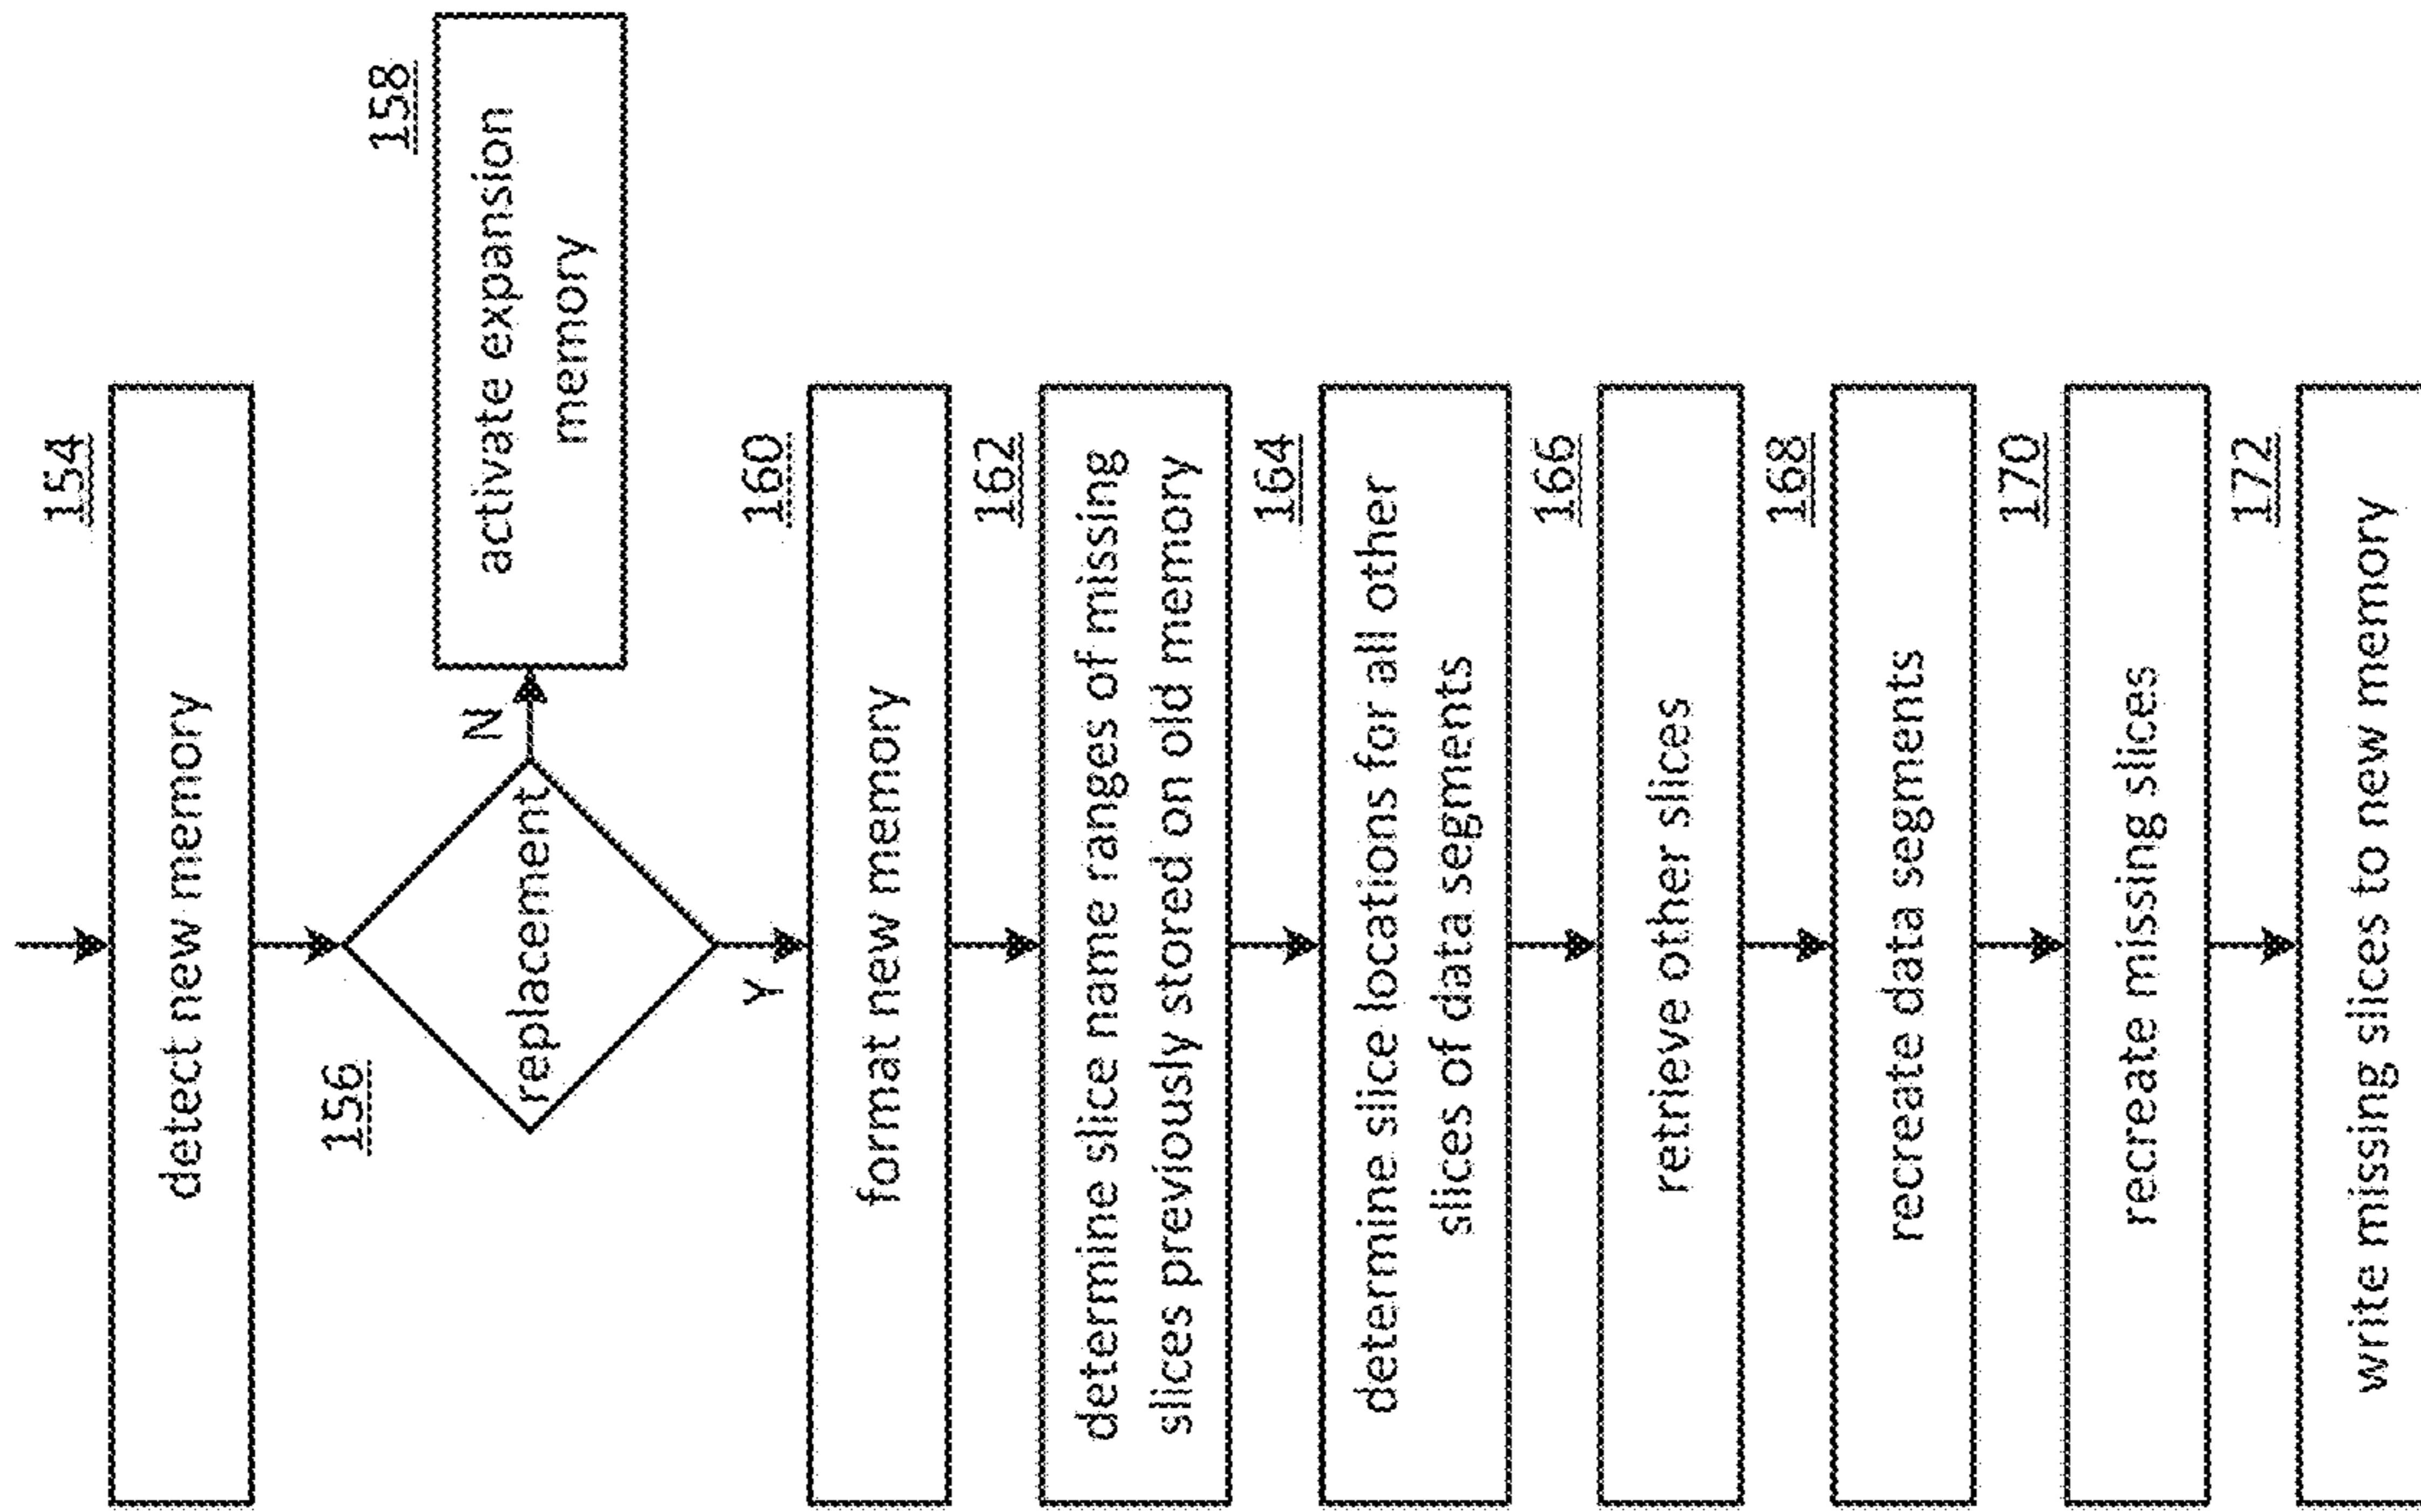 154
detect new memory
156
replacement
N
158
activate expansion
memory
Y
160
format new memory
162
determine slice name ranges of missing
slices previously stored on old memory
164
determine slice locations for all other
slices of data segments
166
retrieve other slices
168
recreate data segments
170
recreate missing slices
172
write missing slices to new memory